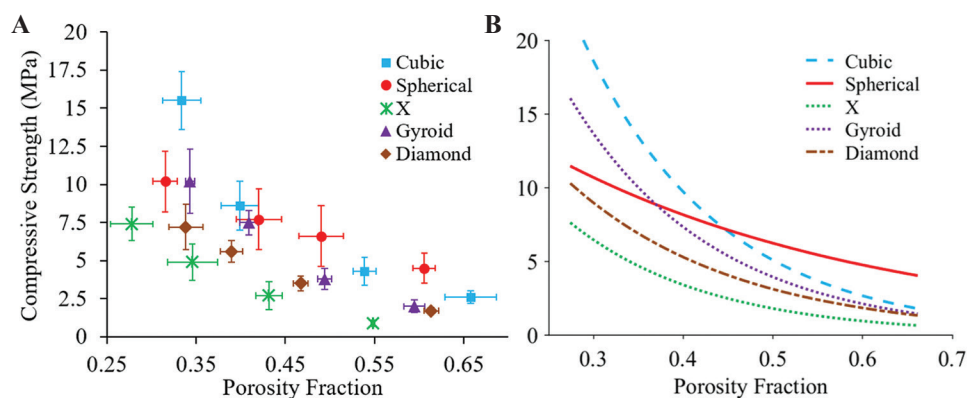 A
Compressive Strength (MPa)
20
17.5
15
12.5
10
7.5
5
2.5
0
0.25
0.35
0.45
0.55
0.65
Porosity Fraction
Cubic
Spherical
X
Gyroid
Diamond
B
20
15
10
5
0
0.3
0.4
0.5
0.6
0.7
Porosity Fraction
Cubic
Spherical
X
Gyroid
Diamond